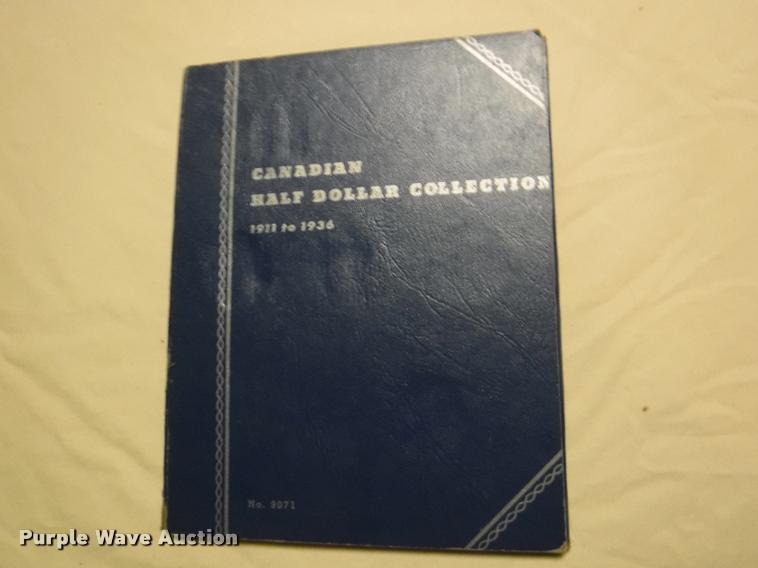 CANADIAN
HALF DOLLAR COLLECTION
1911 to 1936
No. 9071
Purple Wave Auction